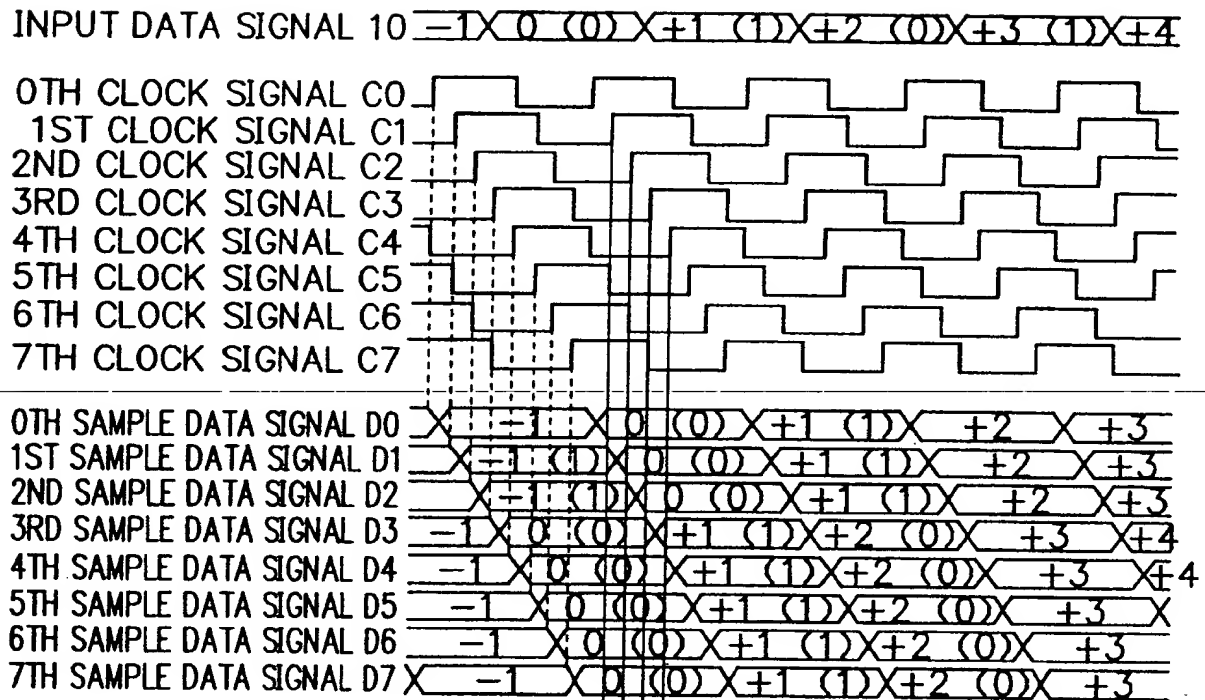 INPUT DATA SIGNAL 10 -1 0 (0) +1 (1) +2 (0) +3 (1) +4
0TH CLOCK SIGNAL C0
1ST CLOCK SIGNAL C1
2ND CLOCK SIGNAL C2
3RD CLOCK SIGNAL C3
4TH CLOCK SIGNAL C4
5TH CLOCK SIGNAL C5
6TH CLOCK SIGNAL C6
7TH CLOCK SIGNAL C7
0TH SAMPLE DATA SIGNAL D0 -1 0 (0) +1 (1) +2 +3
1ST SAMPLE DATA SIGNAL D1 -1 (1) 0 (0) +1 (1) +2 +3
2ND SAMPLE DATA SIGNAL D2 -1 (1) 0 (0) +1 (1) +2 +3
3RD SAMPLE DATA SIGNAL D3 -1 0 (0) +1 (1) +2 (0) +3 +4
4TH SAMPLE DATA SIGNAL D4 -1 0 (0) +1 (1) +2 (0) +3 +4
5TH SAMPLE DATA SIGNAL D5 -1 0 (0) +1 (1) +2 (0) +3
6TH SAMPLE DATA SIGNAL D6 -1 0 (0) +1 (1) +2 (0) +3
7TH SAMPLE DATA SIGNAL D7 -1 0 (0) +1 (1) +2 (0) +3